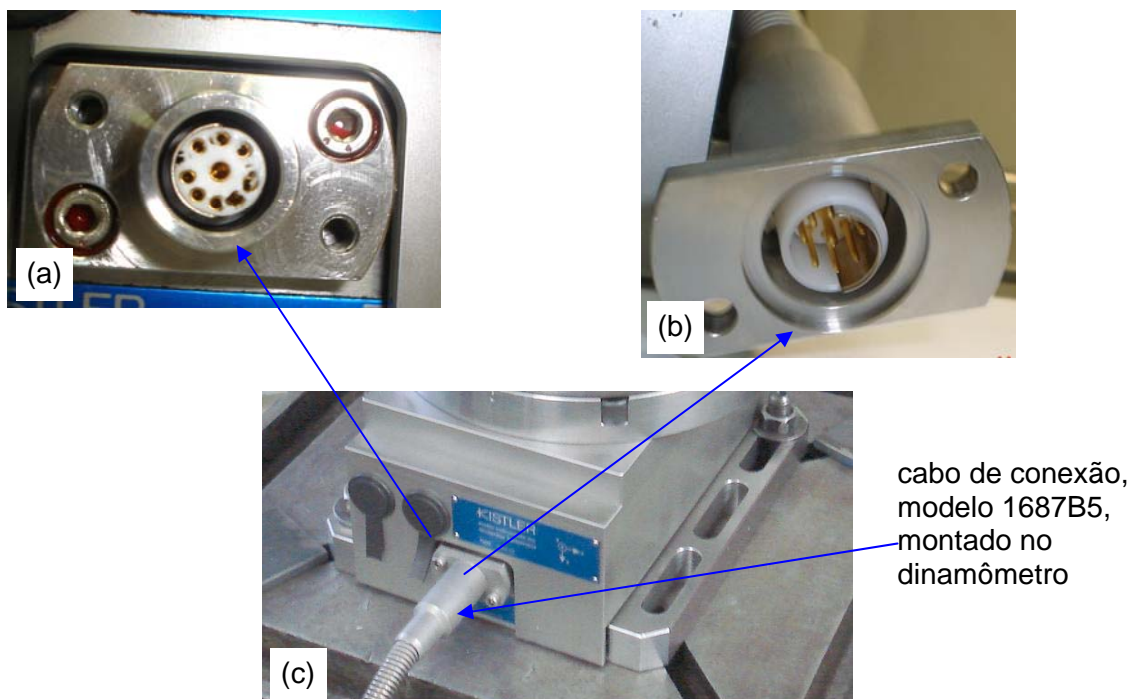 (a)
(b)
(c)
KISTLER
cabo de conexão,
modelo 1687B5,
montado no
dinamômetro